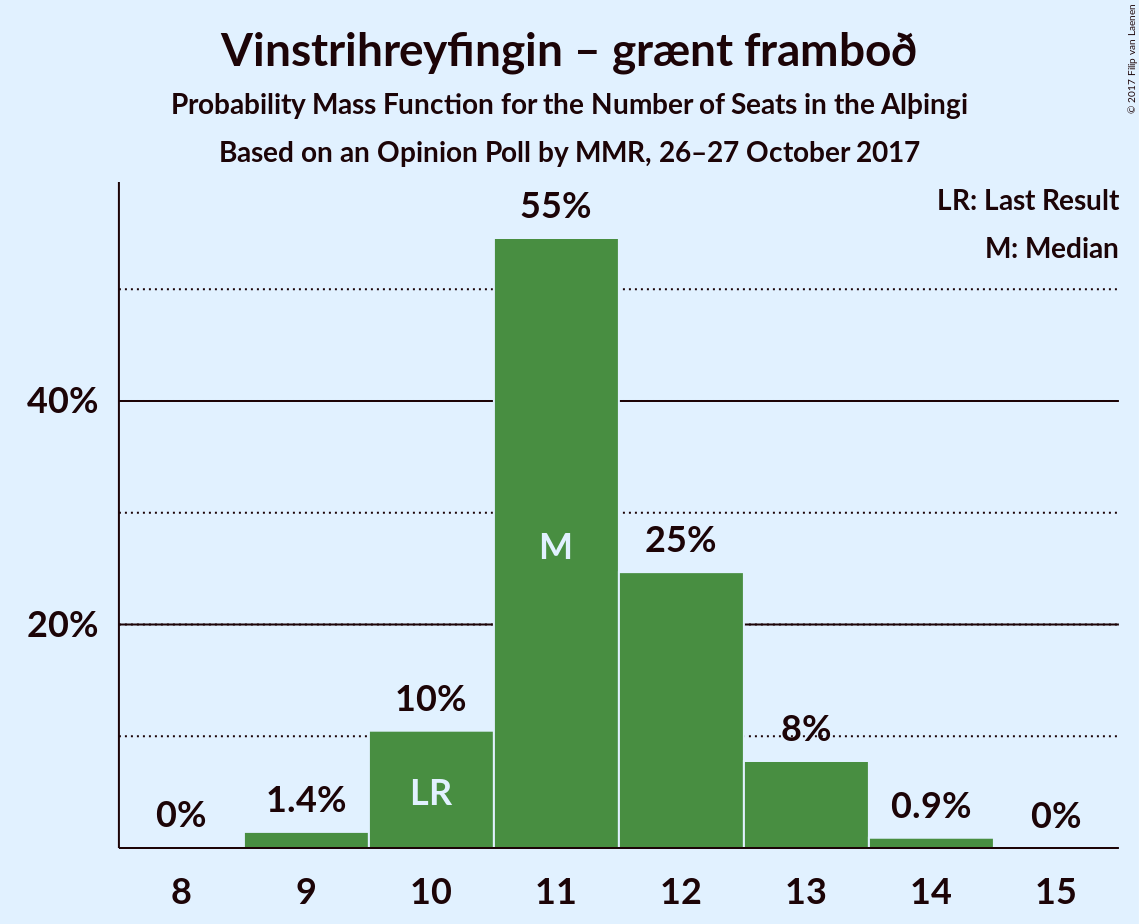 Vinstrihreyfingin – grænt framboð
Probability Mass Function for the Number of Seats in the Alþingi
Based on an Opinion Poll by MMR, 26–27 October 2017
© 2017 Filip van Laenen
LR: Last Result
M: Median
55%
40%
M
25%
20%
10%
8%
LR
0%
1.4%
0.9%
0%
8 9 10 11 12 13 14 15